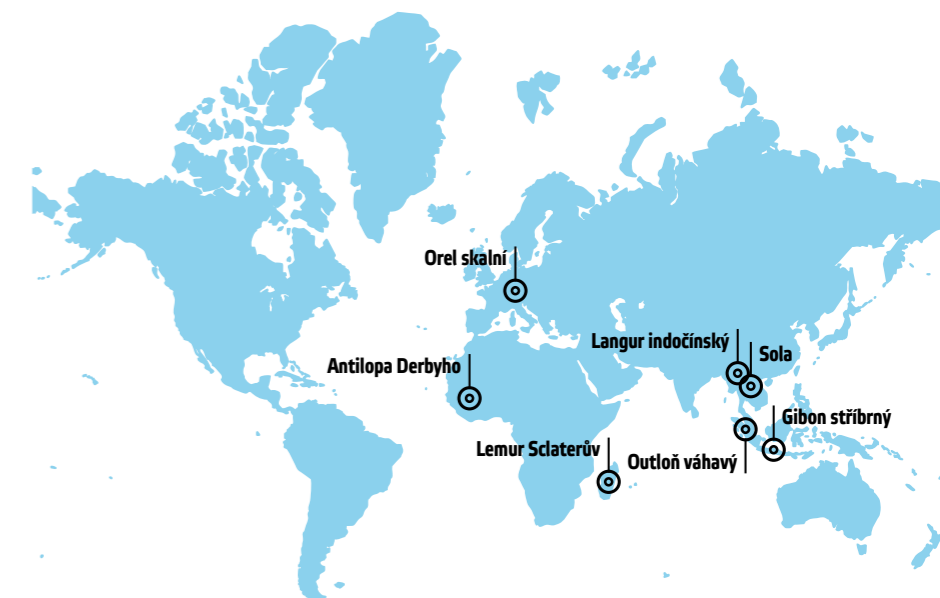 Orel skalní
Langur indočínský
Sola
Antilopa Derbyho
Gibon stříbrný
Lemur Sclaterův
Outloň váhavý